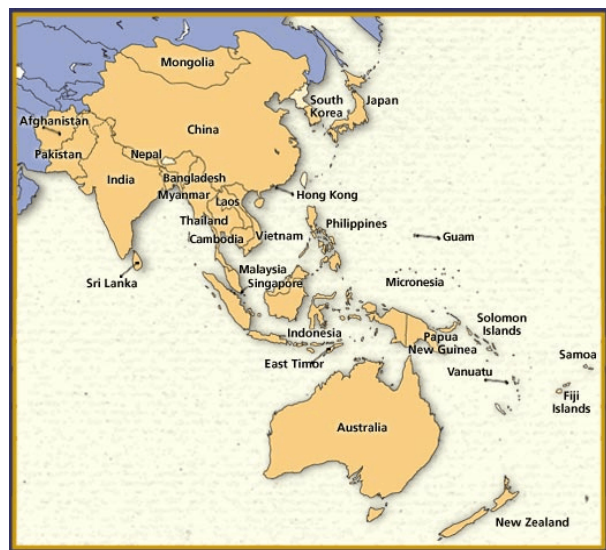 Mongolia
South
Korea
Japan
Afghanistan
China
Pakistan
Nepal
India
Bangladesh
Myanmar
Laos
Hong Kong
Thailand
Philippines
Cambodia
Vietnam
Guam
Sri Lanka
Malaysia
Singapore
Micronesia
Indonesia
Papua
New Guinea
Solomon
Islands
East Timor
Vanuatu
Samoa
Fiji
Islands
Australia
New Zealand